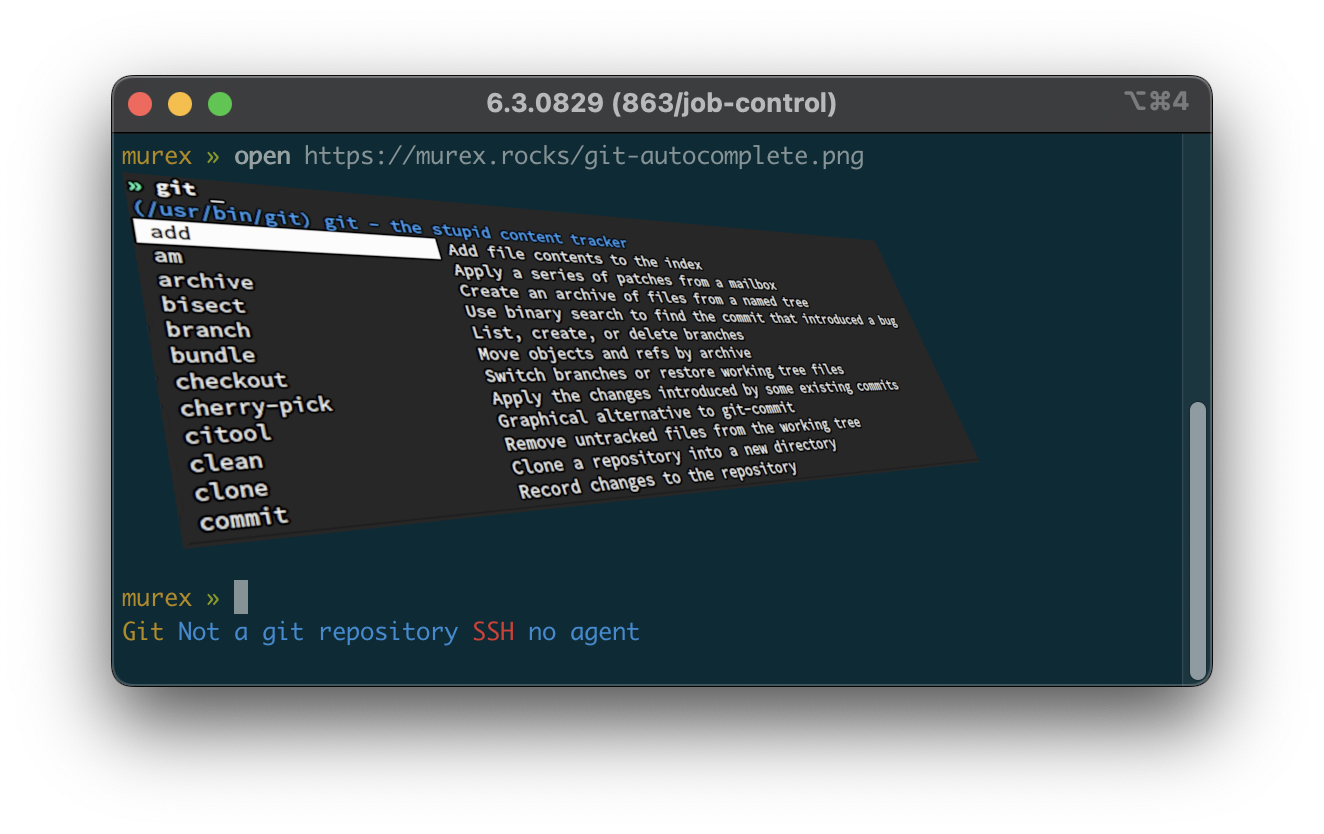 6.3.0829 (863/job-control)
⌥⌘4
murex » open https://murex.rocks/git-autocomplete.png
» git _
(/usr/bin/git) git - the stupid content tracker
add Add file contents to the index
am Apply a series of patches from a mailbox
archive Create an archive of files from a named tree
bisect Use binary search to find the commit that introduced a bug
branch List, create, or delete branches
bundle Move objects and refs by archive
checkout Switch branches or restore working tree files
cherry-pick Apply the changes introduced by some existing commits
citool Graphical alternative to git-commit
clean Remove untracked files from the working tree
clone Clone a repository into a new directory
commit Record changes to the repository
murex »
Git Not a git repository SSH no agent